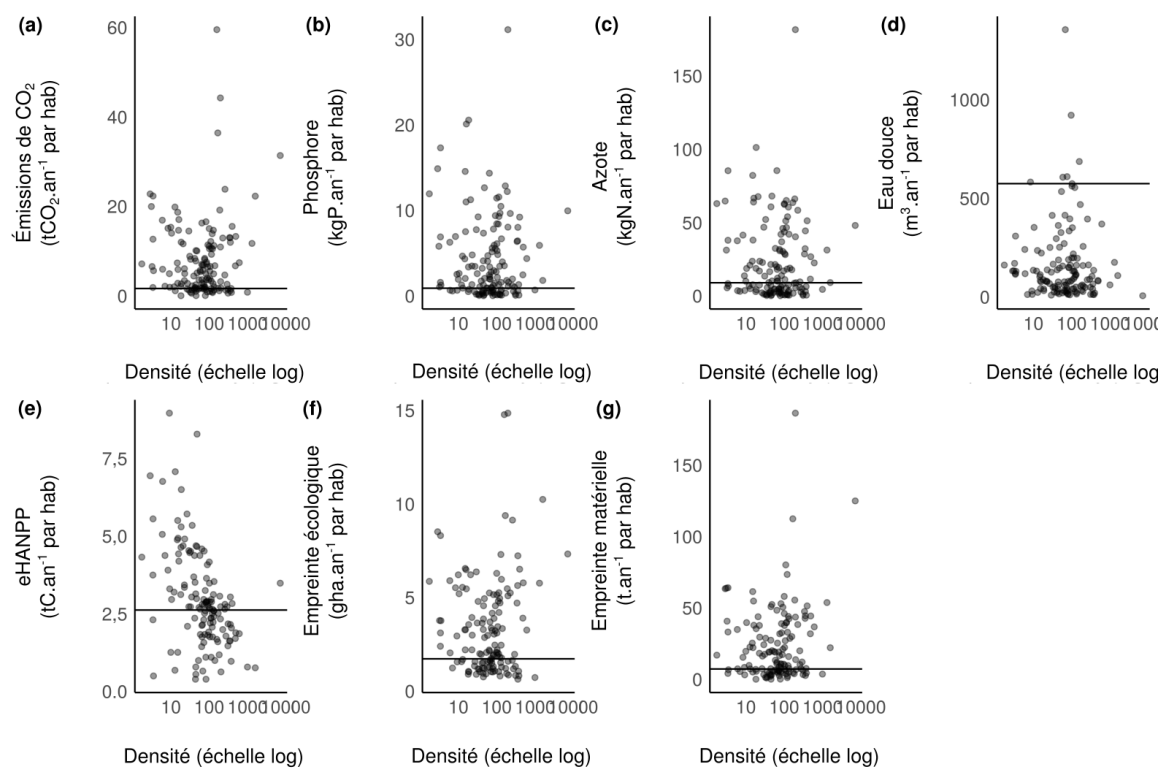 (a)
Émissions de CO₂
(tCO₂.an⁻¹ par hab)
60
40
20
0
10 100 1000 10000
Densité (échelle log)
(b)
Phosphore
(kgP.an⁻¹ par hab)
30
20
10
0
10 100 1000 10000
Densité (échelle log)
(c)
Azote
(kgN.an⁻¹ par hab)
150
100
50
0
10 100 1000 10000
Densité (échelle log)
(d)
Eau douce
(m³.an⁻¹ par hab)
1000
500
0
10 100 1000 1000
Densité (échelle log
(e)
eHANPP
(tC.an⁻¹ par hab)
7,5
5,0
2,5
0.0
10 100 1000 10000
Densité (échelle log)
(f)
Empreinte écologique
(gha.an⁻¹ par hab)
15
10
5
0
10 100 1000 10000
Densité (échelle log)
(g)
Empreinte matérielle
(t.an⁻¹ par hab)
150
100
50
0
10 100 1000 10000
Densité (échelle log)